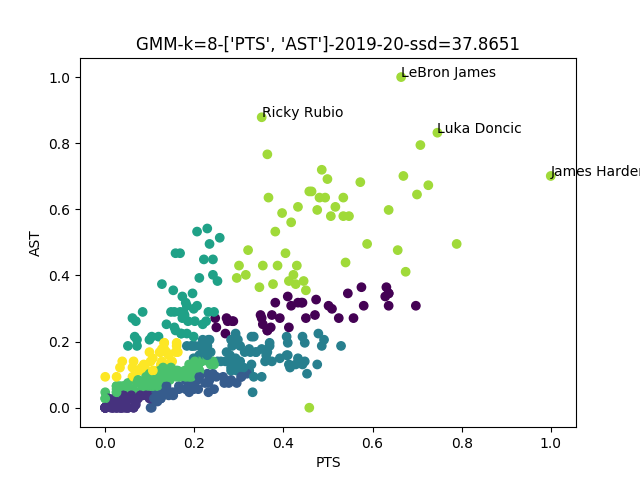 GMM-k=8-['PTS', 'AST']-2019-20-ssd=37.8651
LeBron James
Ricky Rubio
Luka Doncic
James Harden
AST
1.0
0.8
0.6
0.4
0.2
0.0
0.0 0.2 0.4 0.6 0.8 1.0
PTS